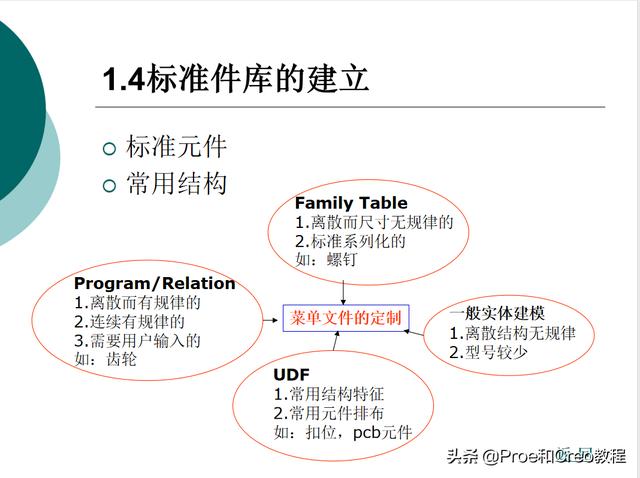 1.4标准件库的建立
标准元件
常用结构
Family Table
1.离散而尺寸无规律的
2.标准系列化的
如：螺钉
Program/Relation
1.离散而有规律的
2.连续有规律的
3.需要用户输入的
如：齿轮
菜单文件的定制
一般实体建模
1.离散结构无规律
2.型号较少
UDF
1.常用结构特征
2.常用元件排布
如：扣位，pcb元件
头条 @Proe和Creo教程